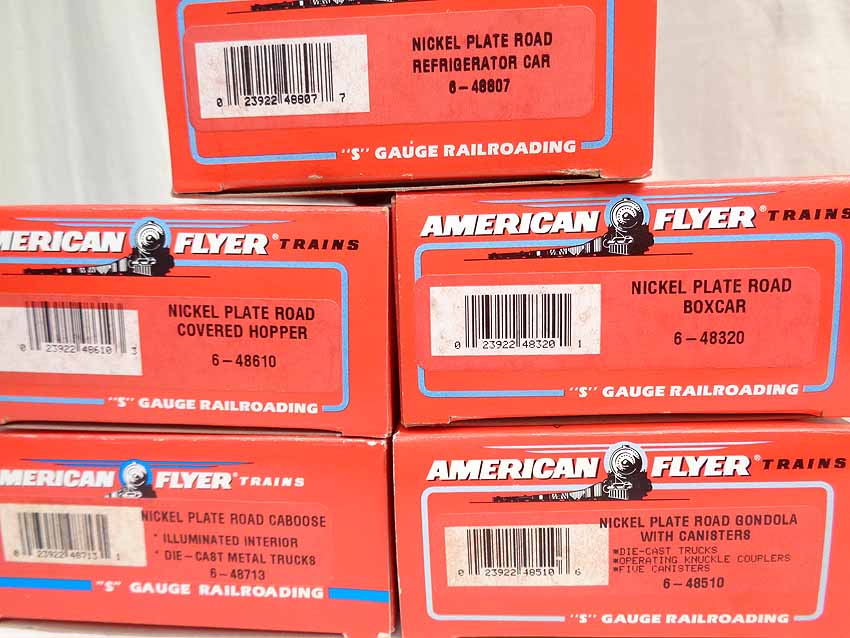 NICKEL PLATE ROAD
REFRIGERATOR CAR
6-48807
0 23922 48807 7
"S" GAUGE RAILROADING
MERICAN FLYER® TRAINS
NICKEL PLATE ROAD
COVERED HOPPER
6-48610
0 23922 48610 3
"S" GAUGE RAILROADING
AMERICAN FLYER® TRAINS
NICKEL PLATE ROAD
BOXCAR
6-48320
0 23922 48320 1
"S" GAUGE RAILROADING
MERICAN FLYER® TRAINS
NICKEL PLATE ROAD CABOOSE
• ILLUMINATED INTERIOR
• DIE-CAST METAL TRUCKS
6-48713
0 23922 48713 1
"S" GAUGE RAILROADING
AMERICAN FLYER® TRAINS
NICKEL PLATE ROAD GONDOLA
WITH CANISTERS
*DIE-CAST TRUCKS
*OPERATING KNUCKLE COUPLERS
*FIVE CANISTERS
6-48510
0 23922 48510 6
"S" GAUGE RAILROADING